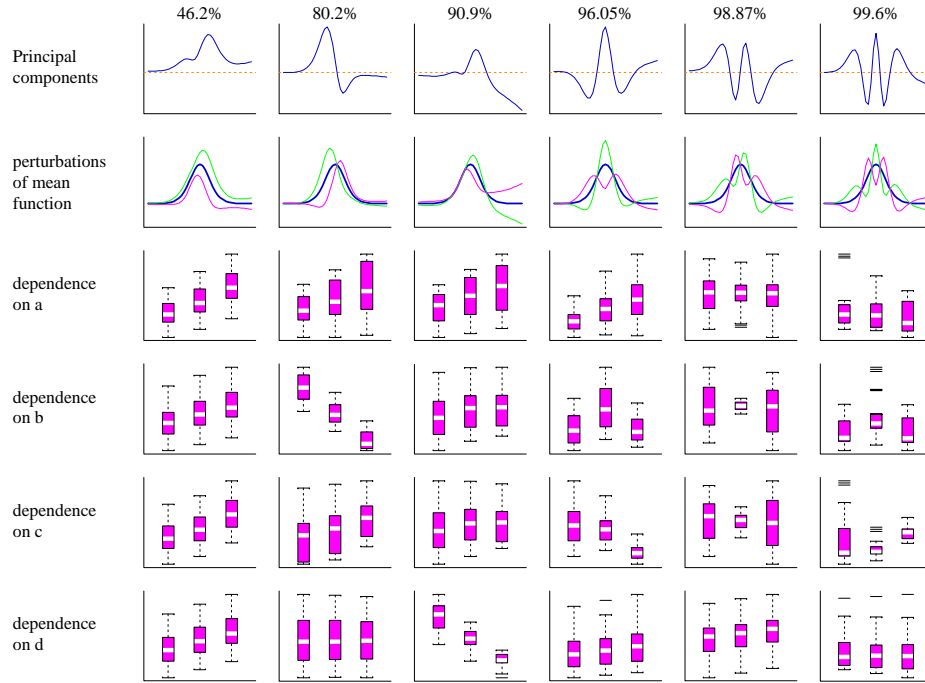 46.2% 80.2% 90.9% 96.05% 98.87% 99.6%
Principal
components
perturbations
of mean
function
dependence
on a
dependence
on b
dependence
on c
dependence
on d